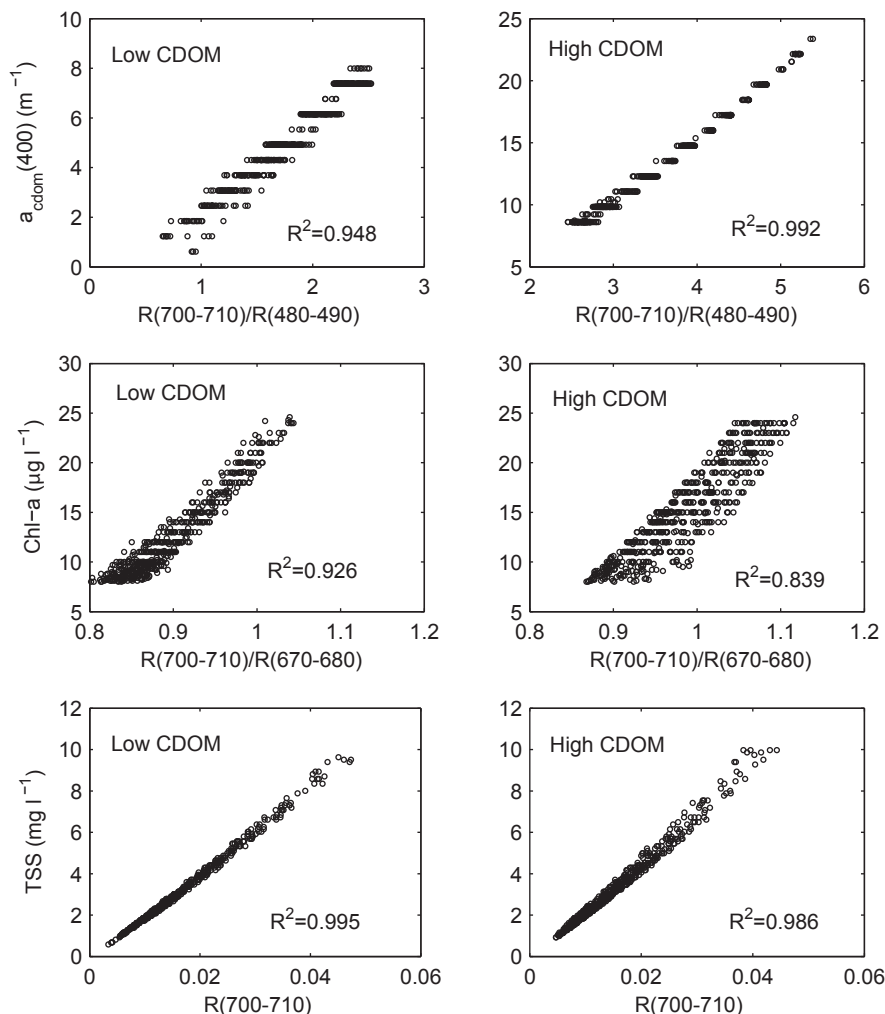 Low CDOM
R²=0.948
10
8
6
4
2
0
0 1 2 3
a_cdom(400) (m⁻¹)
R(700-710)/R(480-490)
High CDOM
R²=0.992
25
20
15
10
5
2 3 4 5 6
R(700-710)/R(480-490)
Low CDOM
R²=0.926
30
25
20
15
10
5
0.8 0.9 1 1.1 1.2
Chl−a (µg l⁻¹)
R(700-710)/R(670-680)
High CDOM
R²=0.839
30
25
20
15
10
5
0.8 0.9 1 1.1 1.2
R(700-710)/R(670-680)
Low CDOM
R²=0.995
12
10
8
6
4
2
0
0 0.02 0.04 0.06
TSS (mg l⁻¹)
R(700-710)
High CDOM
R²=0.986
12
10
8
6
4
2
0
0 0.02 0.04 0.06
R(700-710)